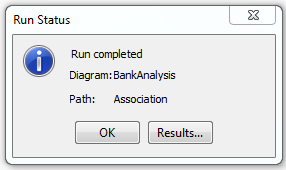 Run Status
Run completed
Diagram: BankAnalysis
Path: Association
OK Results...